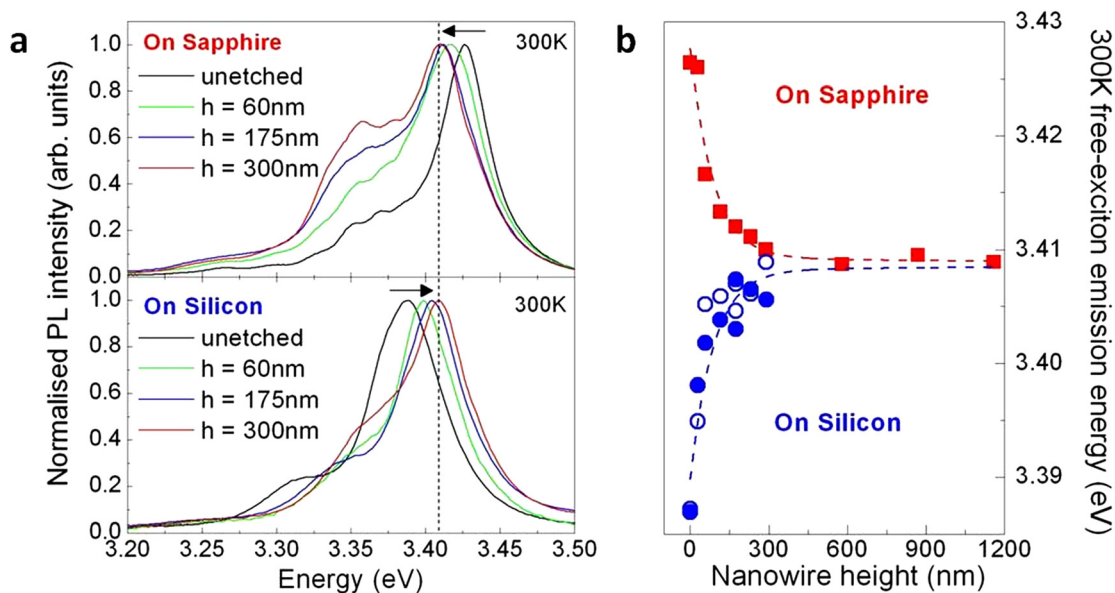 a
On Sapphire
300K
unetched
h = 60nm
h = 175nm
h = 300nm
1.0
0.8
0.6
0.4
0.2
0.0
On Silicon
300K
unetched
h = 60nm
h = 175nm
h = 300nm
1.0
0.8
0.6
0.4
0.2
0.0
Normalised PL intensity (arb. units)
3.20 3.25 3.30 3.35 3.40 3.45 3.50
Energy (eV)
b
On Sapphire
On Silicon
3.43
3.42
3.41
3.40
3.39
300K free-exciton emission energy (eV)
0 300 600 900 1200
Nanowire height (nm)